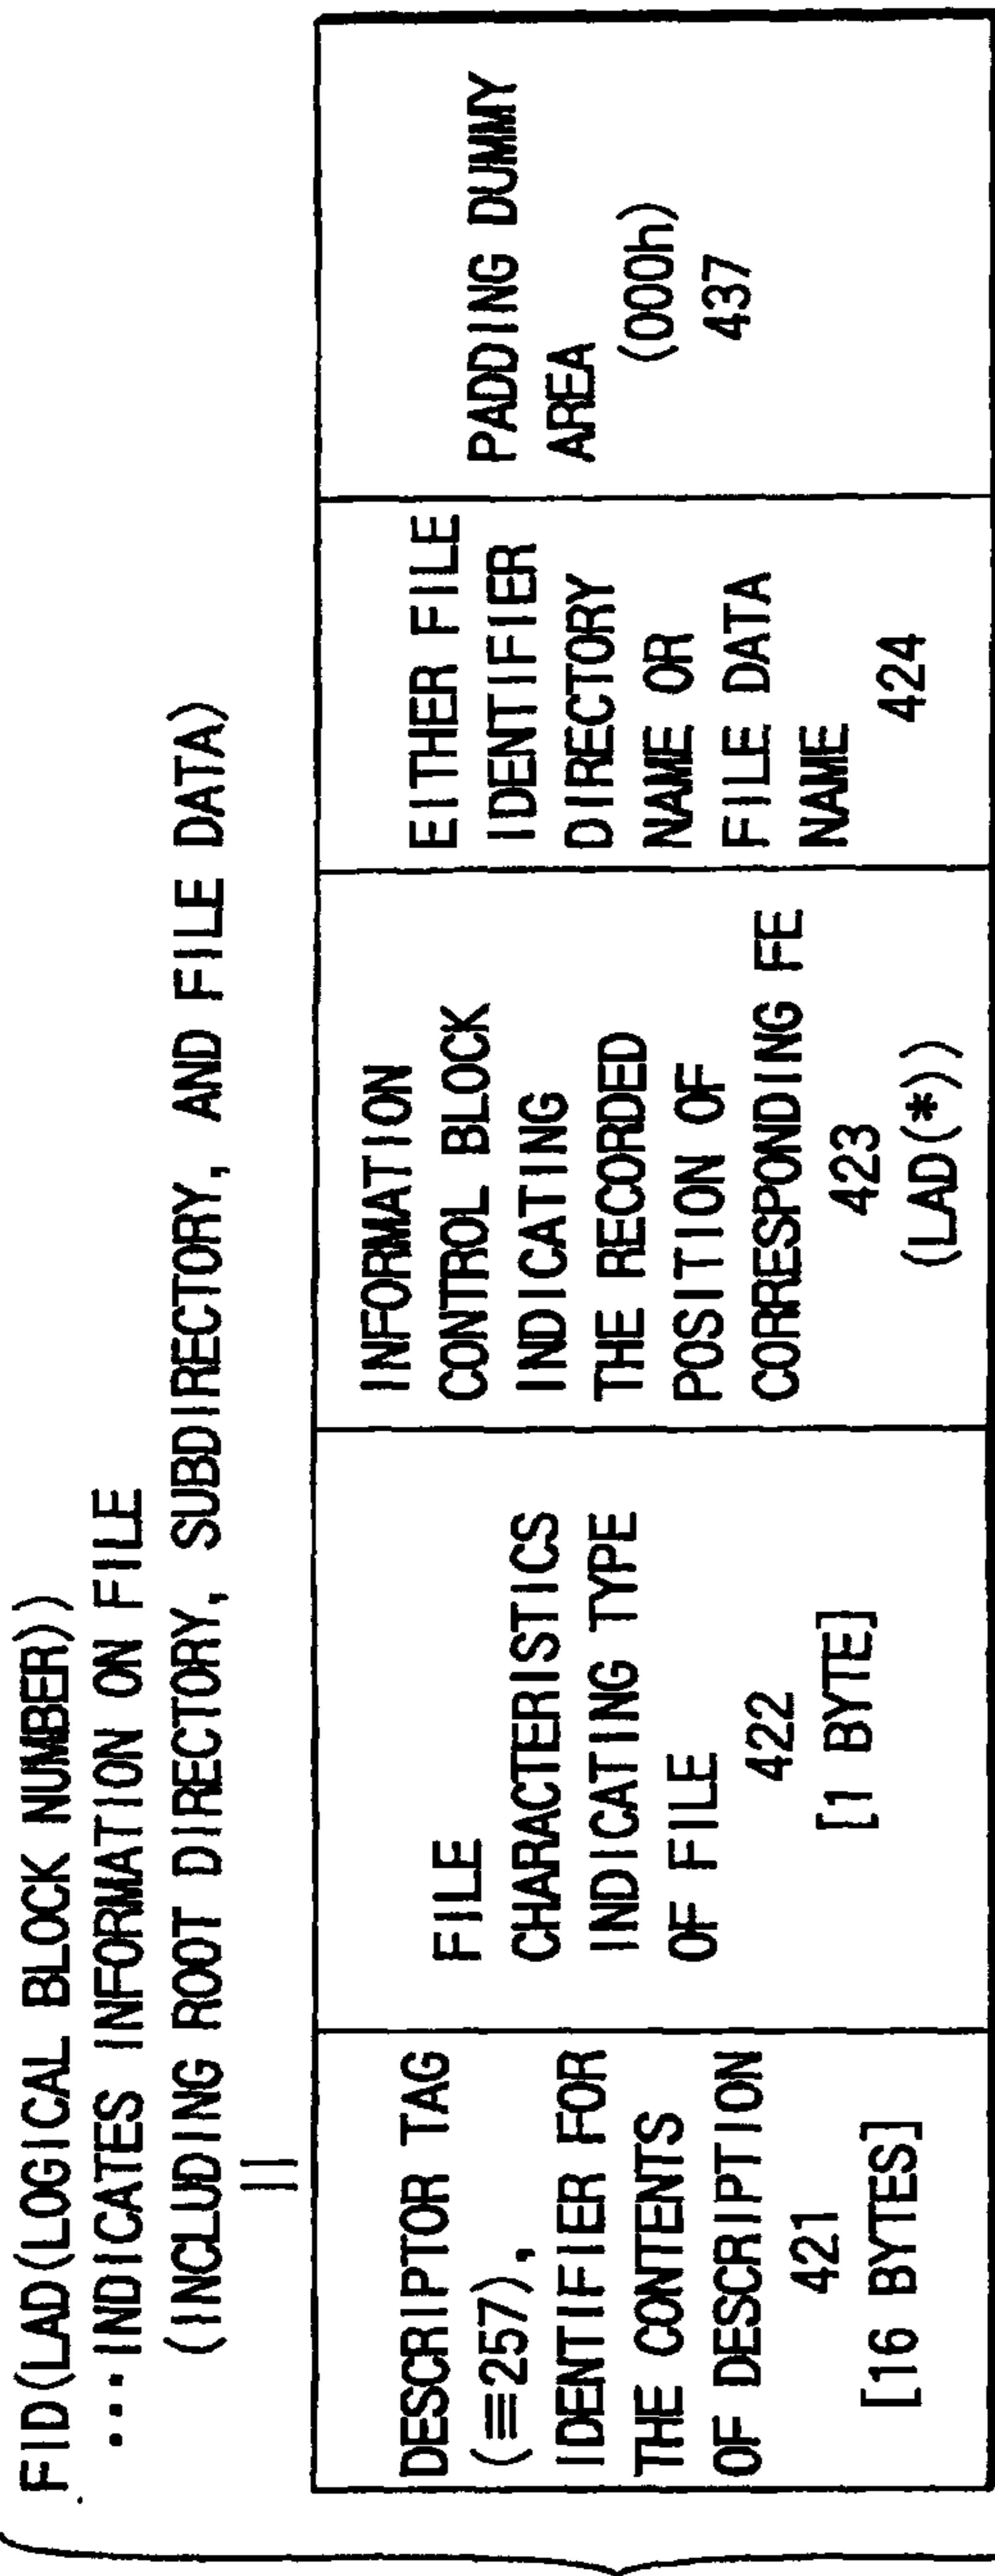 FID(LAD(LOGICAL BLOCK NUMBER))
···INDICATES INFORMATION ON FILE
(INCLUDING ROOT DIRECTORY, SUBDIRECTORY, AND FILE DATA)
||
DESCRIPTOR TAG
(≡257),
IDENTIFIER FOR
THE CONTENTS
OF DESCRIPTION
421
[16 BYTES]
FILE
CHARACTERISTICS
INDICATING TYPE
OF FILE
422
[1 BYTE]
INFORMATION
CONTROL BLOCK
INDICATING
THE RECORDED
POSITION OF
CORRESPONDING FE
423
(LAD(*))
EITHER FILE
IDENTIFIER
DIRECTORY
NAME OR
FILE DATA
NAME
424
PADDING DUMMY
AREA
(000h)
437